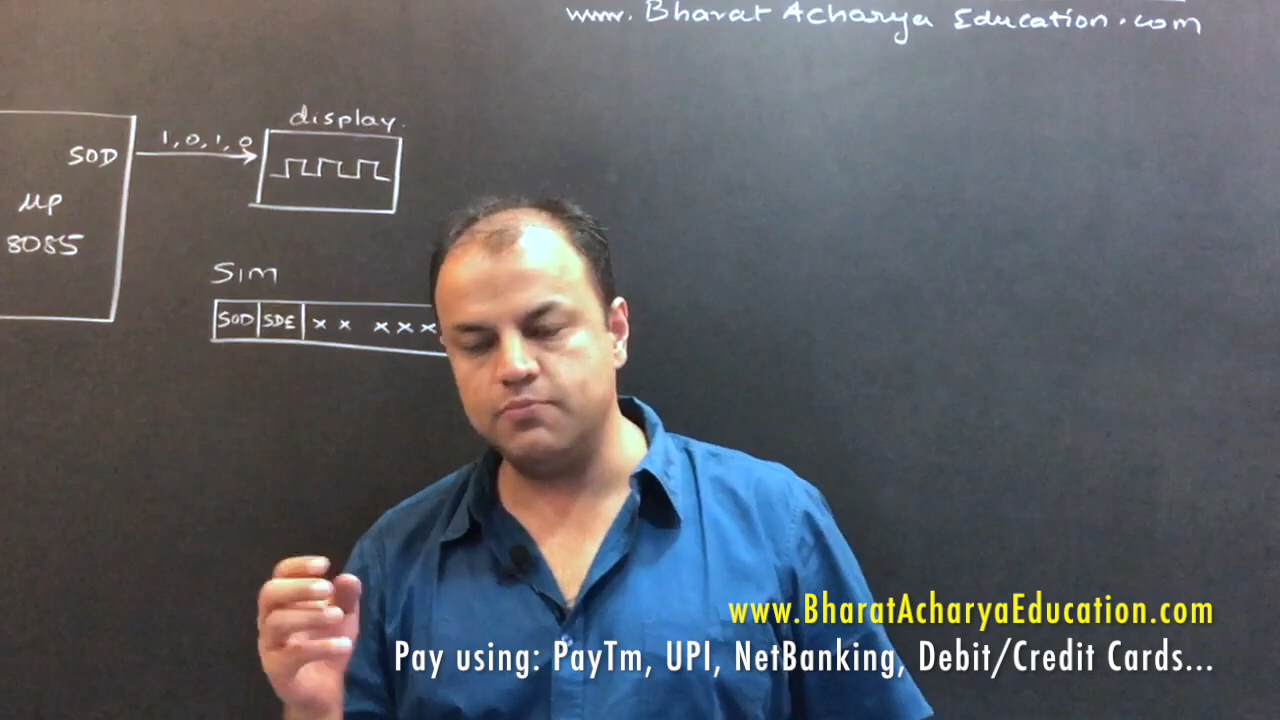 www. Bharat Acharya Education.com
display.
1,0,1,0
SOD
μp
8085
SIM
SOD SDE x x x x x
www.BharatAcharyaEducation.com
Pay using: PayTm, UPI, NetBanking, Debit/Credit Cards...